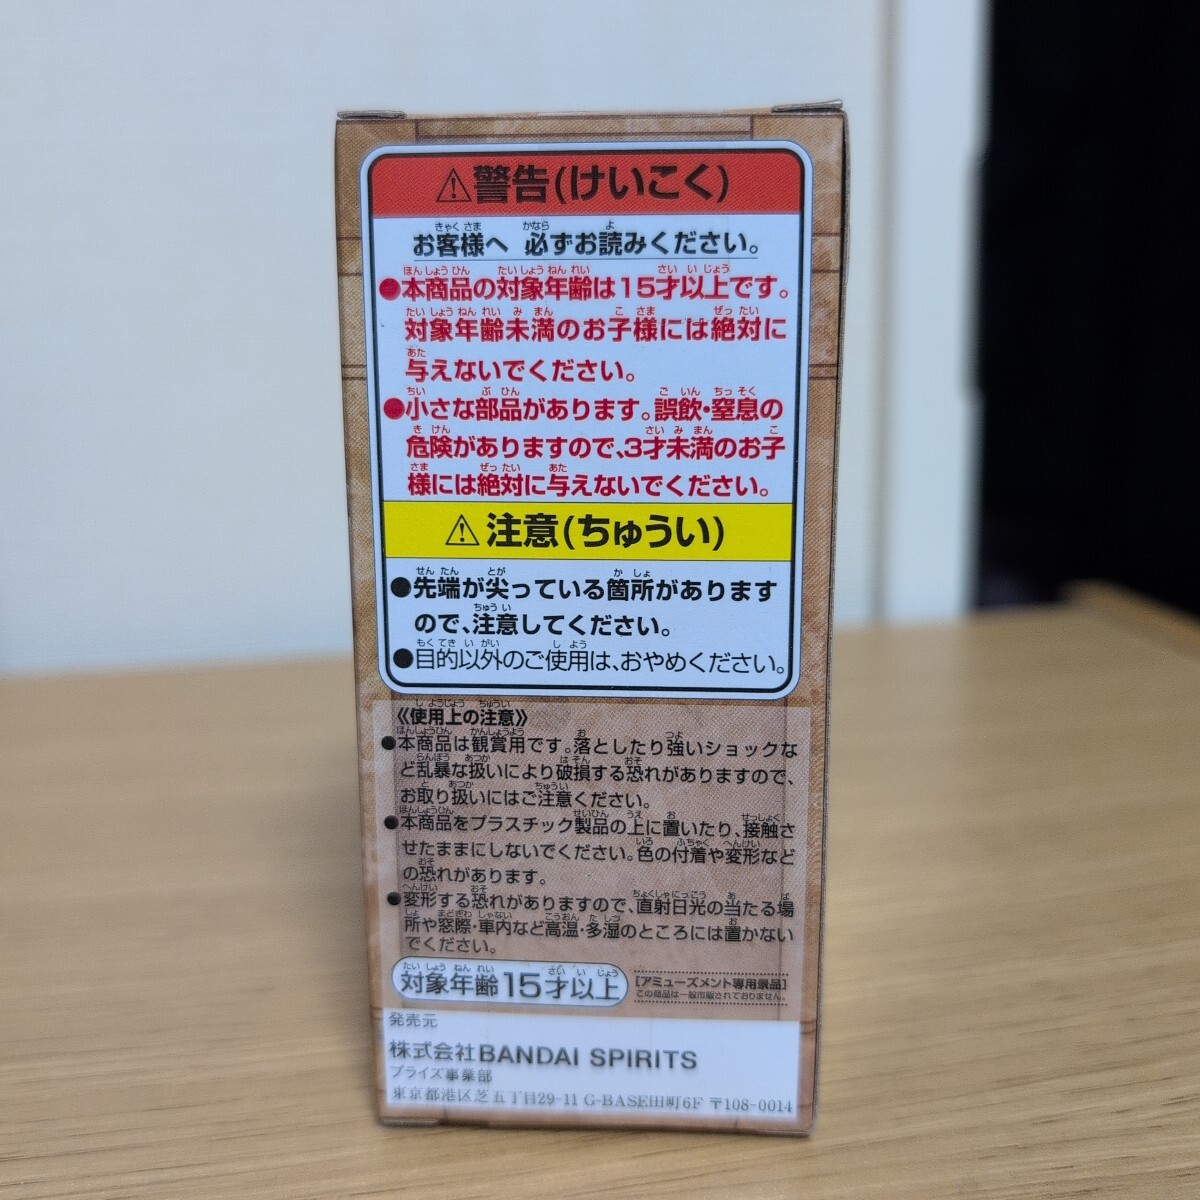 ⚠警告(けいこく)
お客様へ 必ずお読みください。
●本商品の対象年齢は15才以上です。
対象年齢未満のお子様には絶対に
与えないでください。
●小さな部品があります。誤飲・窒息の
危険がありますので、3才未満のお子
様には絶対に与えないでください。
⚠注意(ちゅうい)
●先端が尖っている箇所があります
ので、注意してください。
●目的以外のご使用は、おやめください。
《使用上の注意》
●本商品は観賞用です。落としたり強いショックな
ど乱暴な扱いにより破損する恐れがありますので、
お取り扱いにはご注意ください。
●本商品をプラスチック製品の上に置いたり、接触さ
せたままにしないでください。色の付着や変形など
の恐れがあります。
●変形する恐れがありますので、直射日光の当たる場
所や窓際・車内など高温・多湿のところには置かない
でください。
対象年齢15才以上
[アミューズメント専用景品]
この商品は一般市販されておりません。
発売元
株式会社BANDAI SPIRITS
プライズ事業部
東京都港区芝五丁目29-11 G-BASE田町6F 〒108-0014